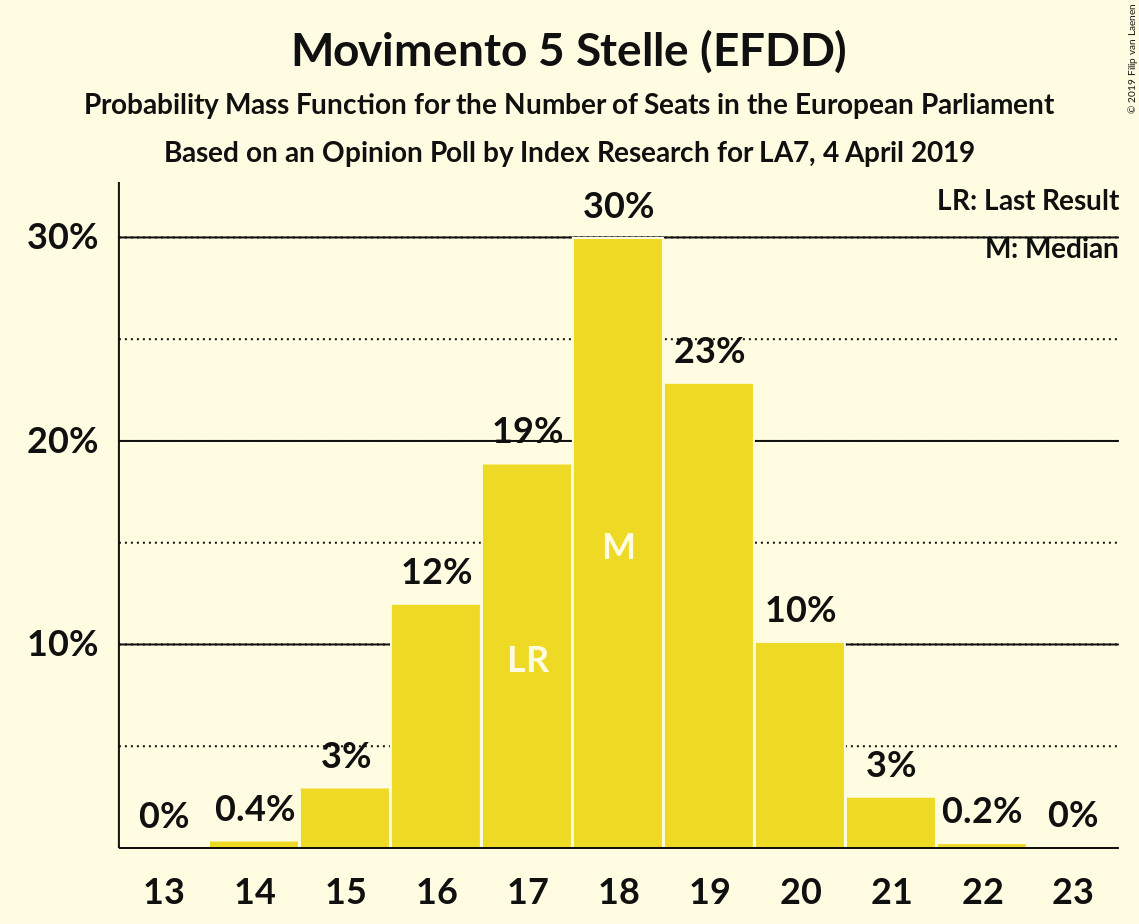 Movimento 5 Stelle (EFDD)
Probability Mass Function for the Number of Seats in the European Parliament
Based on an Opinion Poll by Index Research for LA7, 4 April 2019
© 2019 Filip van Laenen
LR: Last Result
M: Median
30%
20%
10%
0%
0.4%
3%
12%
19%
30%
23%
10%
3%
0.2%
0%
LR
M
13 14 15 16 17 18 19 20 21 22 23